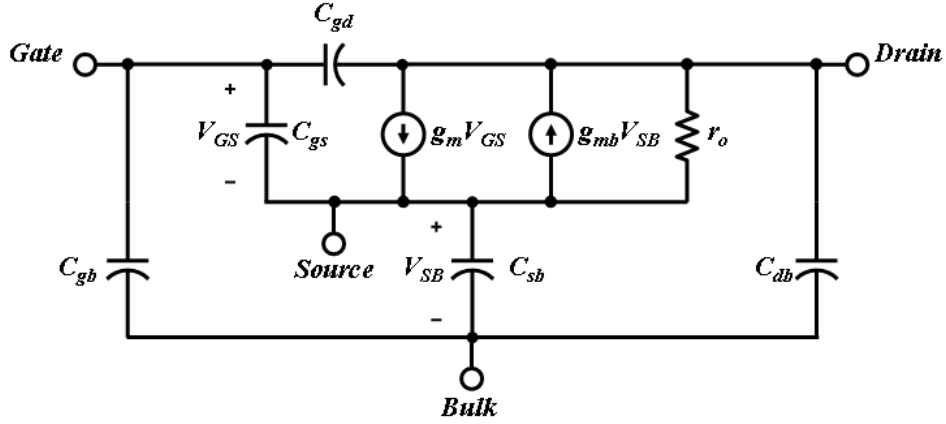 C_gd
Gate
Drain
+
V_GS
C_gs
g_mV_GS
g_mbV_SB
r_o
−
+
C_gb
Source
V_SB
C_sb
C_db
−
Bulk